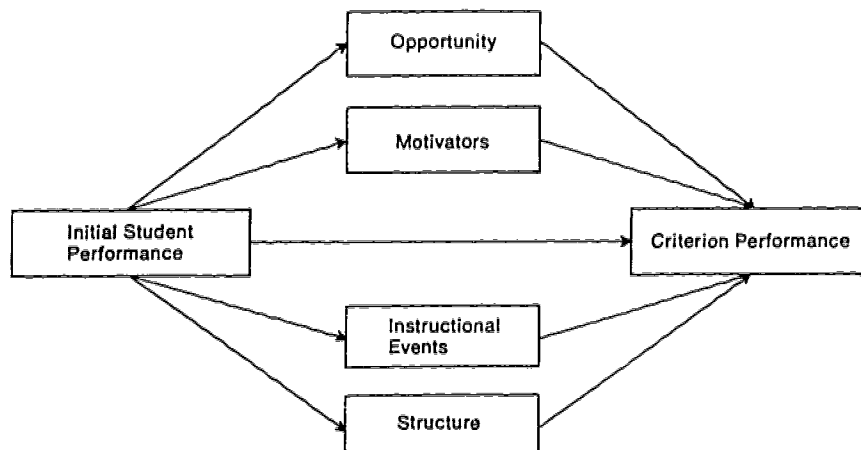 Opportunity
Motivators
Initial Student
Performance
Criterion Performance
Instructional
Events
Structure